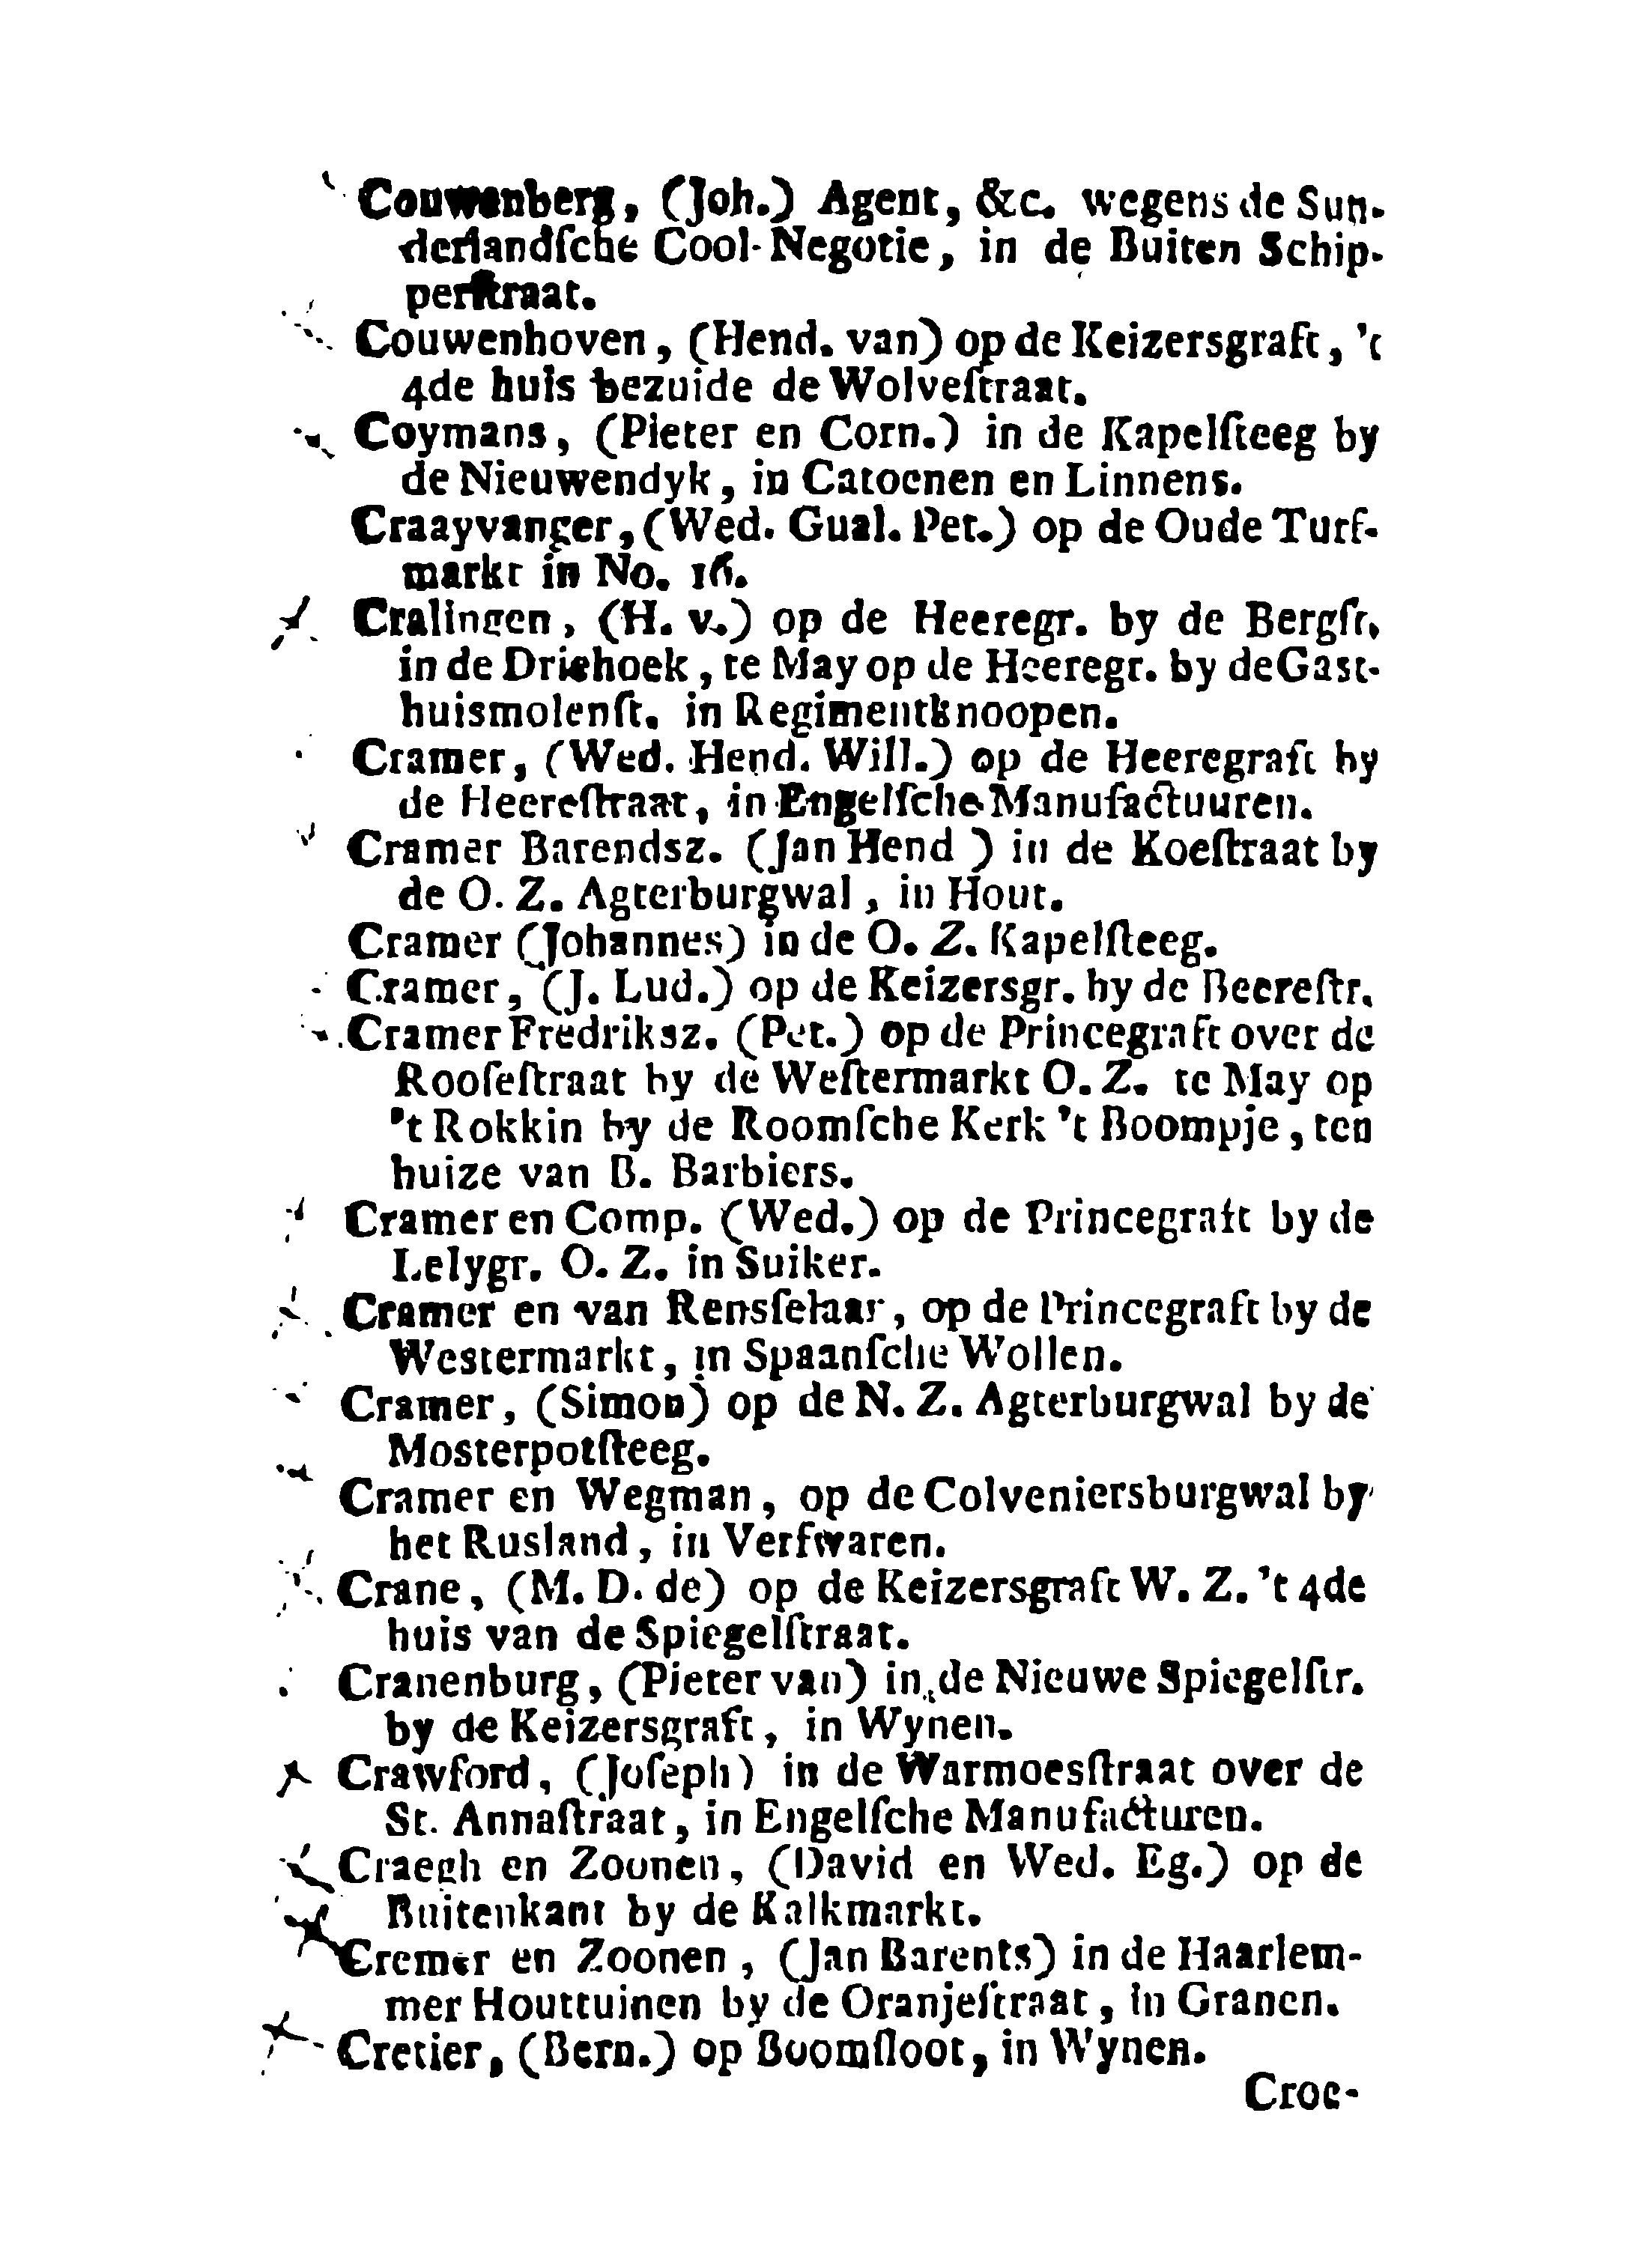 Couwenberg, (Joh.) Agent, &c. wegens de Sun-
derlandſche Cool-Negotie, in de Buiten Schip-
perſtraat.
Couwenhoven, (Hend. van) op de Keizersgraft, 't
4de huis bezuide de Wolveſtraat.
Coymans, (Pieter en Corn.) in de Kapelſteeg by
de Nieuwendyk, in Catoenen en Linnens.
Craayvanger, (Wed. Gual. Pet.) op de Oude Turf-
markt in No. 16.
Cralingen, (H. v.) op de Heeregr. by de Bergſr.
in de Driehoek, te May op de Heeregr. by de Gast-
huismolenſt. in Regimentknoopen.
Cramer, (Wed. Hend. Will.) op de Heeregraft by
de Heereſtraat, in Engelſche Manufactuuren.
Cramer Barendsz. (Jan Hend ) in de Koeſtraat by
de O. Z. Agterburgwal, in Hout.
Cramer (Johannes) in de O. Z. Kapelſteeg.
Cramer, (J. Lud.) op de Keizersgr. by de Beereſtr.
Cramer Fredriksz. (Pet.) op de Princegraft over de
Rooſeſtraat by de Weſtermarkt O. Z. te May op
't Rokkin by de Roomſche Kerk 't Boompje, ten
huize van B. Barbiers.
Cramer en Comp. (Wed.) op de Princegraft by de
Lelygr. O. Z. in Suiker.
Cramer en van Rensſelaar, op de Princegraft by de
Westermarkt, in Spaanſche Wollen.
Cramer, (Simon) op de N. Z. Agterburgwal by de
Mosterpotſteeg.
Cramer en Wegman, op de Colveniersburgwal by
het Rusland, in Verfwaren.
Crane, (M. D. de) op de Keizersgraft W. Z. 't 4de
huis van de Spiegelſtraat.
Cranenburg, (Pieter van) in de Nieuwe Spiegelſtr.
by de Keizersgraft, in Wynen.
Crawford, (Joſeph) in de Warmoesſtraat over de
St. Annaſtraat, in Engelſche Manufacturen.
Craegh en Zoonen, (David en Wed. Eg.) op de
Buitenkant by de Kalkmarkt.
Cremer en Zoonen, (Jan Barents) in de Haarlem-
mer Houttuinen by de Oranjeſtraat, in Granen.
Cretier, (Bern.) op Boomſloot, in Wynen.
Croe-